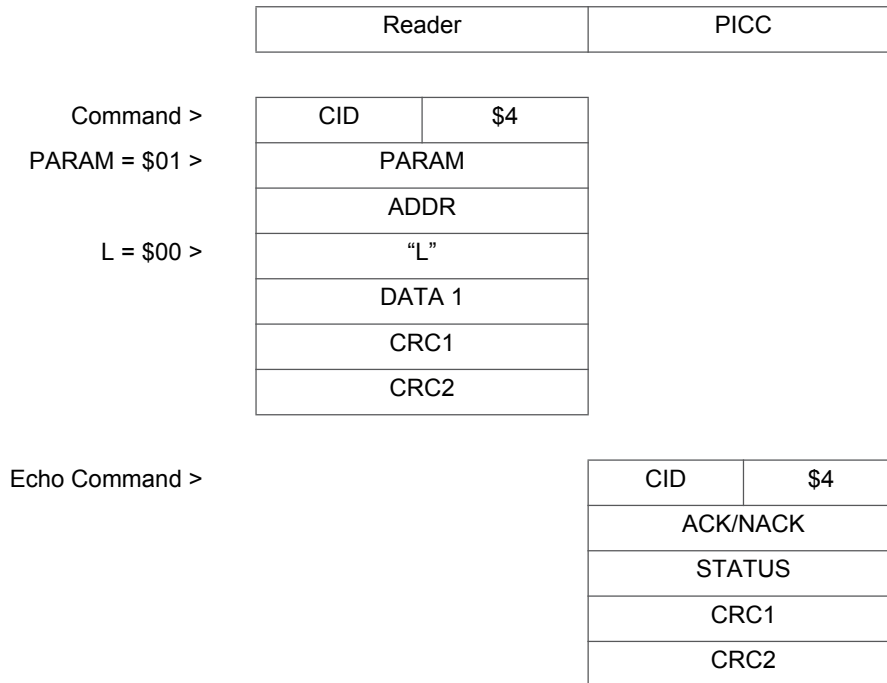 Reader PICC
Command > CID $4
PARAM = $01 > PARAM
ADDR
L = $00 > “L”
DATA 1
CRC1
CRC2
Echo Command > CID $4
ACK/NACK
STATUS
CRC1
CRC2